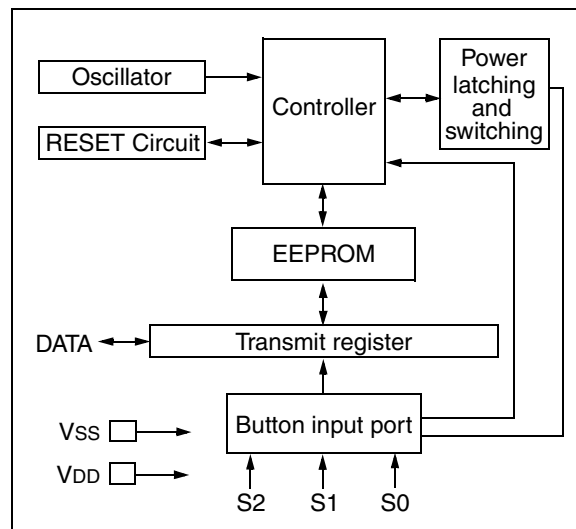 Oscillator
Controller
Power
latching
and
switching
RESET Circuit
EEPROM
DATA
Transmit register
Button input port
VSS
VDD
S2 S1 S0